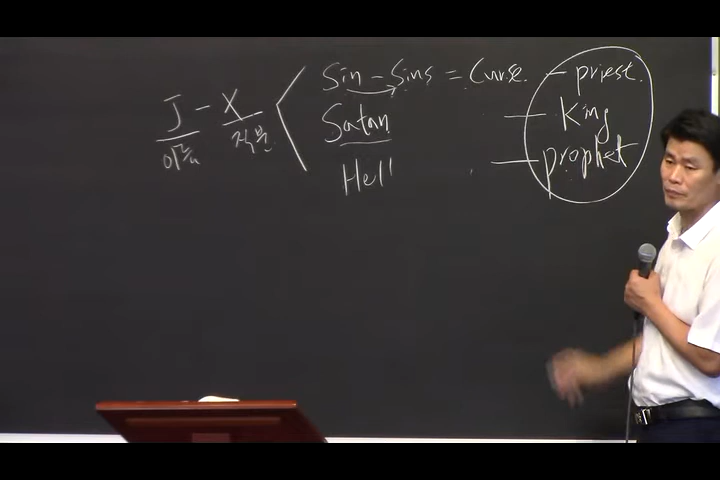 Sin - Sins = Curse. - priest.
J - X
Satan - King
이름 직분
Hell - prophet